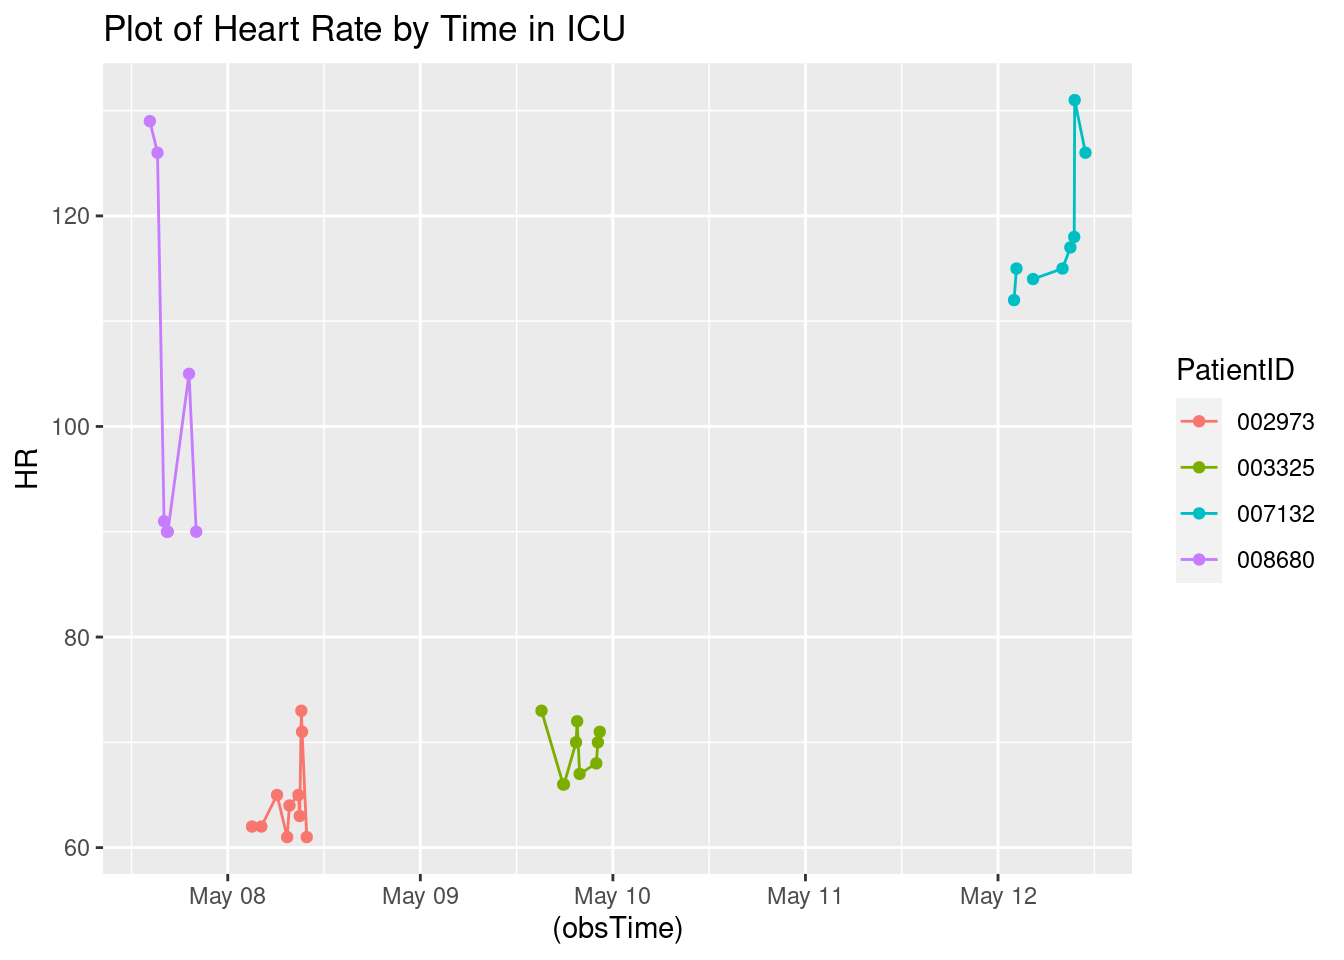 Plot of Heart Rate by Time in ICU
HR
120
100
80
60
May 08
May 09
May 10
May 11
May 12
(obsTime)
PatientID
002973
003325
007132
008680